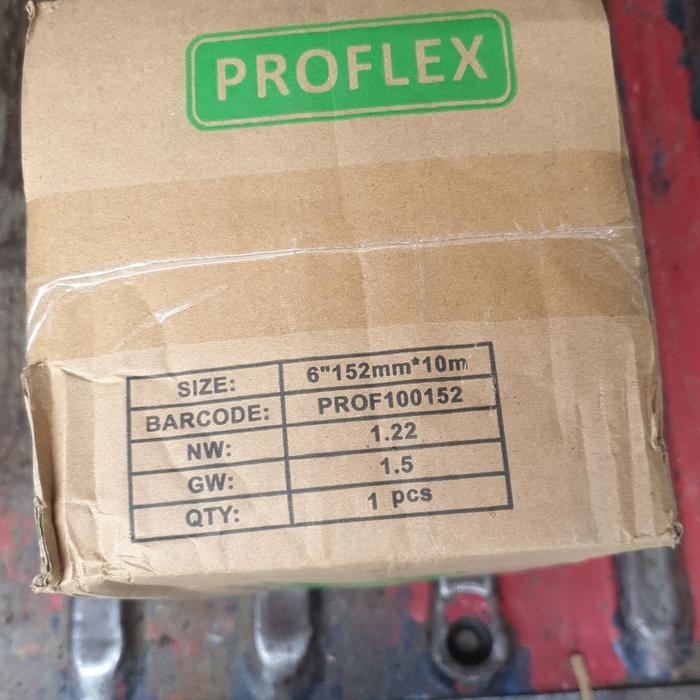 PROFLEX
SIZE: 6"152mm*10m
BARCODE: PROF100152
NW: 1.22
GW: 1.5
QTY: 1 pcs